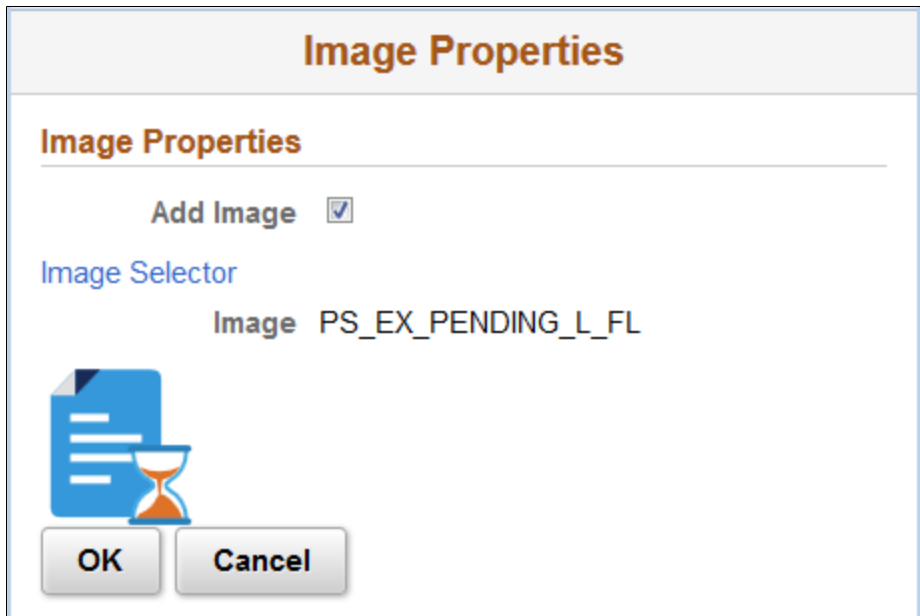 Image Properties
Image Properties
Add Image
Image Selector
Image PS_EX_PENDING_L_FL
OK Cancel